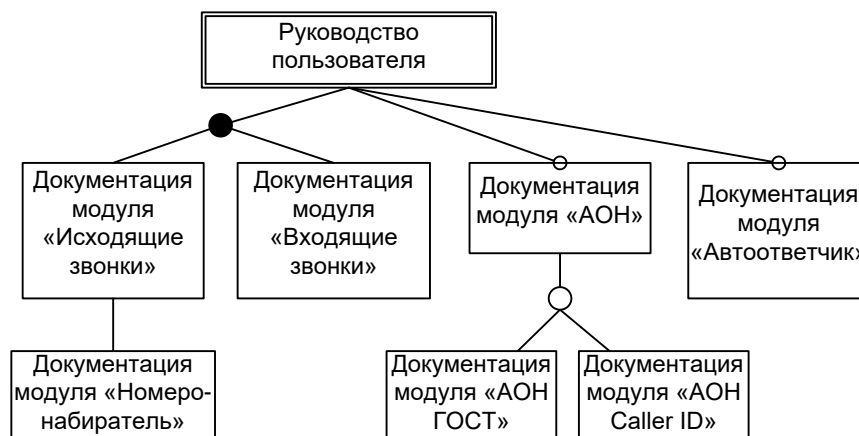 Руководство
пользователя
Документация
модуля
«Исходящие
звонки»
Документация
модуля
«Входящие
звонки»
Документация
модуля «АОН»
Документация
модуля
«Автоответчик»
Документация
модуля «Номеро-
набиратель»
Документация
модуля «АОН
ГОСТ»
Документация
модуля «АОН
Caller ID»